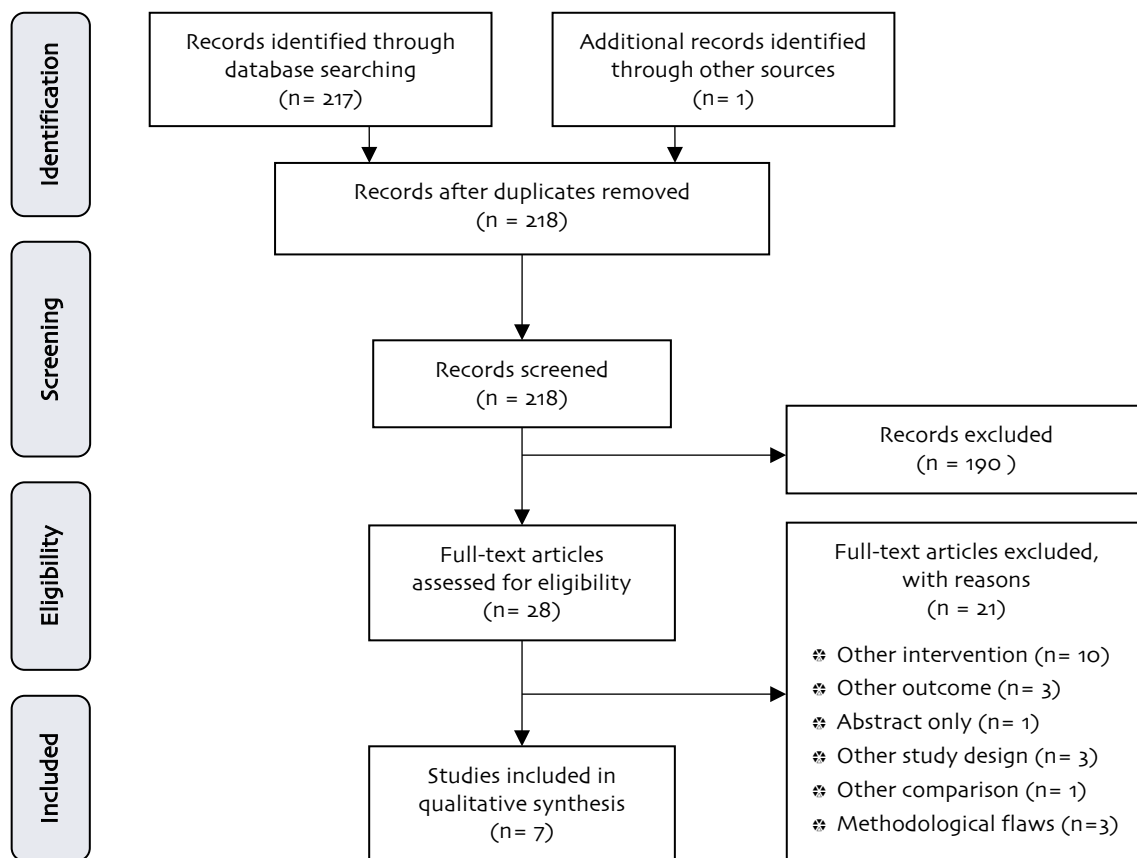 Identification
Records identified through
database searching
(n= 217)
Additional records identified
through other sources
(n= 1)
Records after duplicates removed
(n = 218)
Screening
Records screened
(n = 218)
Records excluded
(n = 190 )
Eligibility
Full-text articles
assessed for eligibility
(n= 28)
Full-text articles excluded,
with reasons
(n = 21)
Other intervention (n= 10)
Other outcome (n= 3)
Abstract only (n= 1)
Other study design (n= 3)
Other comparison (n= 1)
Methodological flaws (n=3)
Included
Studies included in
qualitative synthesis
(n= 7)